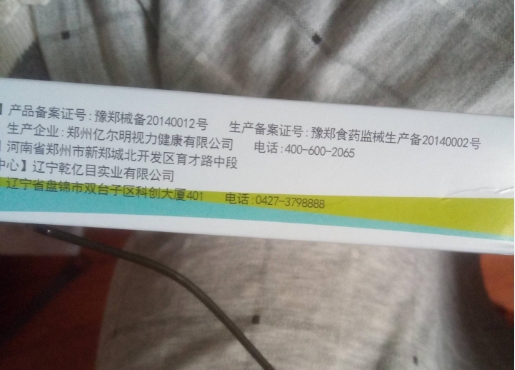 】产品备案证号:豫郑械备20140012号 生产备案证号:豫郑食药监械生产备20140002号
生产企业:郑州亿尔明视力健康有限公司 电话:400-600-2065
】河南省郑州市新郑城北开发区育才路中段
中心】辽宁乾亿目实业有限公司
辽宁省盘锦市双台子区科创大厦401 电话:0427-3798888